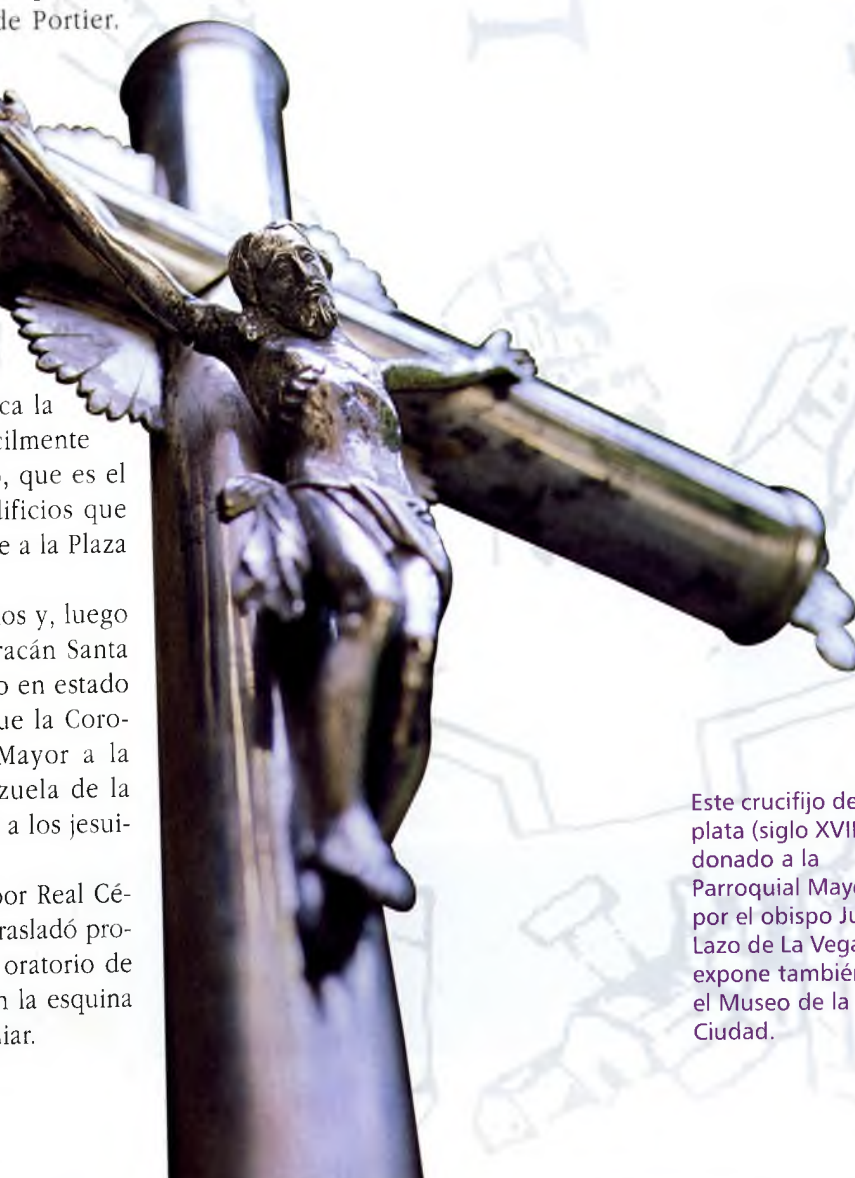 de Portier.
ca la
cilmente
o, que es el
lificios que
e a la Plaza
os y, luego
racán Santa
o en estado
ue la Coro-
Mayor a la
zuela de la
a los jesui-
por Real Cé-
rasladó pro-
oratorio de
n la esquina
iar.
Este crucifijo de
plata (siglo XVII
donado a la
Parroquial Mayo
por el obispo Ju
Lazo de La Vega
expone también
el Museo de la
Ciudad.